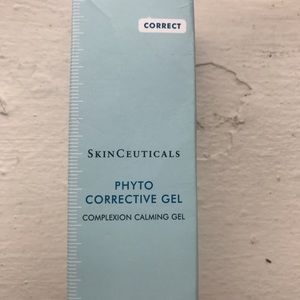 CORRECT
SKINCEUTICALS
PHYTO
CORRECTIVE GEL
COMPLEXION CALMING GEL